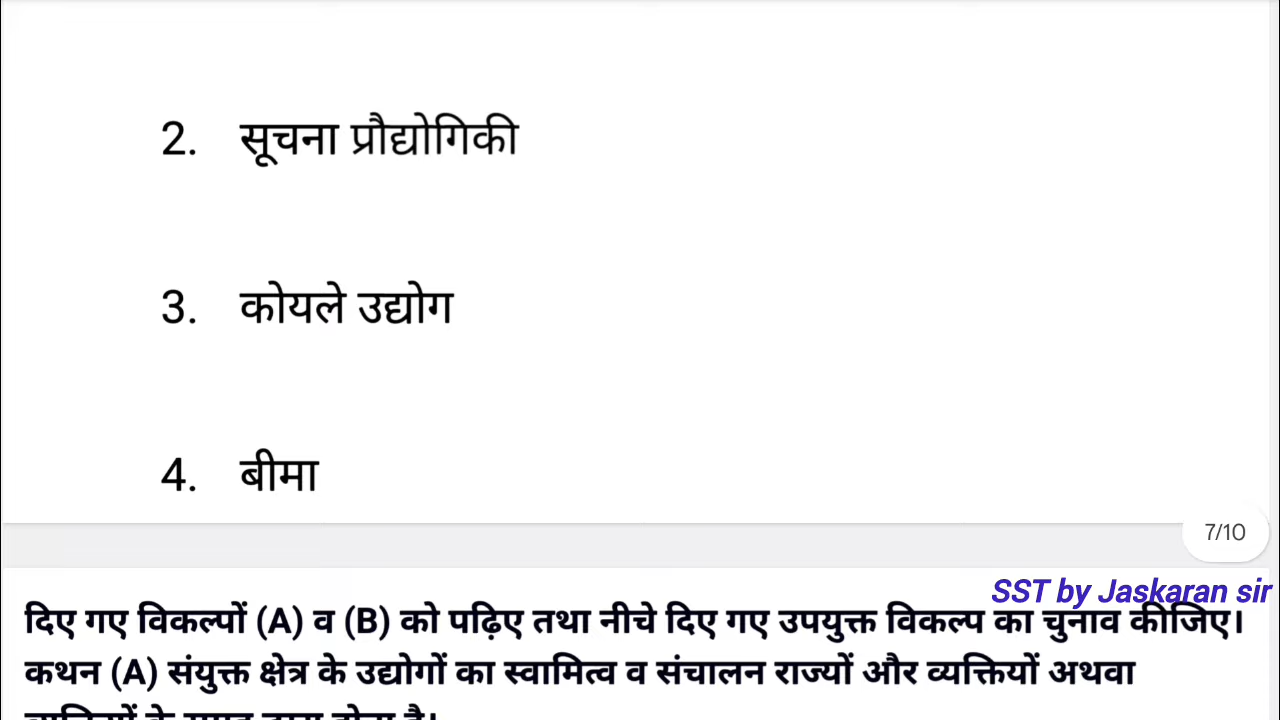 2. सूचना प्रौद्योगिकी
3. कोयले उद्योग
4. बीमा
7/10
SST by Jaskaran sir
दिए गए विकल्पों (A) व (B) को पढ़िए तथा नीचे दिए गए उपयुक्त विकल्प का चुनाव कीजिए।
कथन (A) संयुक्त क्षेत्र के उद्योगों का स्वामित्व व संचालन राज्यों और व्यक्तियों अथवा